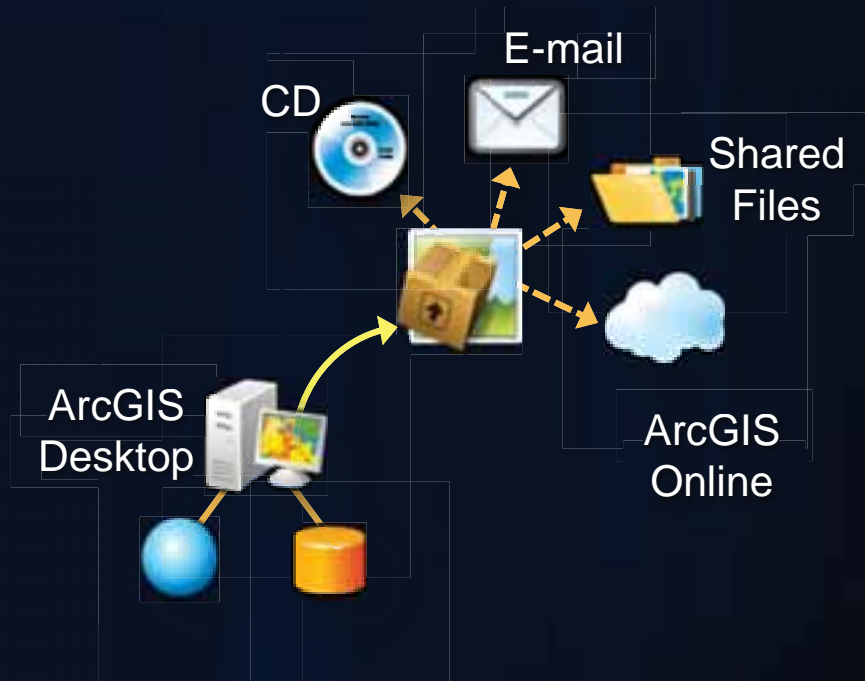 E-mail
CD
Shared
Files
ArcGIS
Desktop
ArcGIS
Online